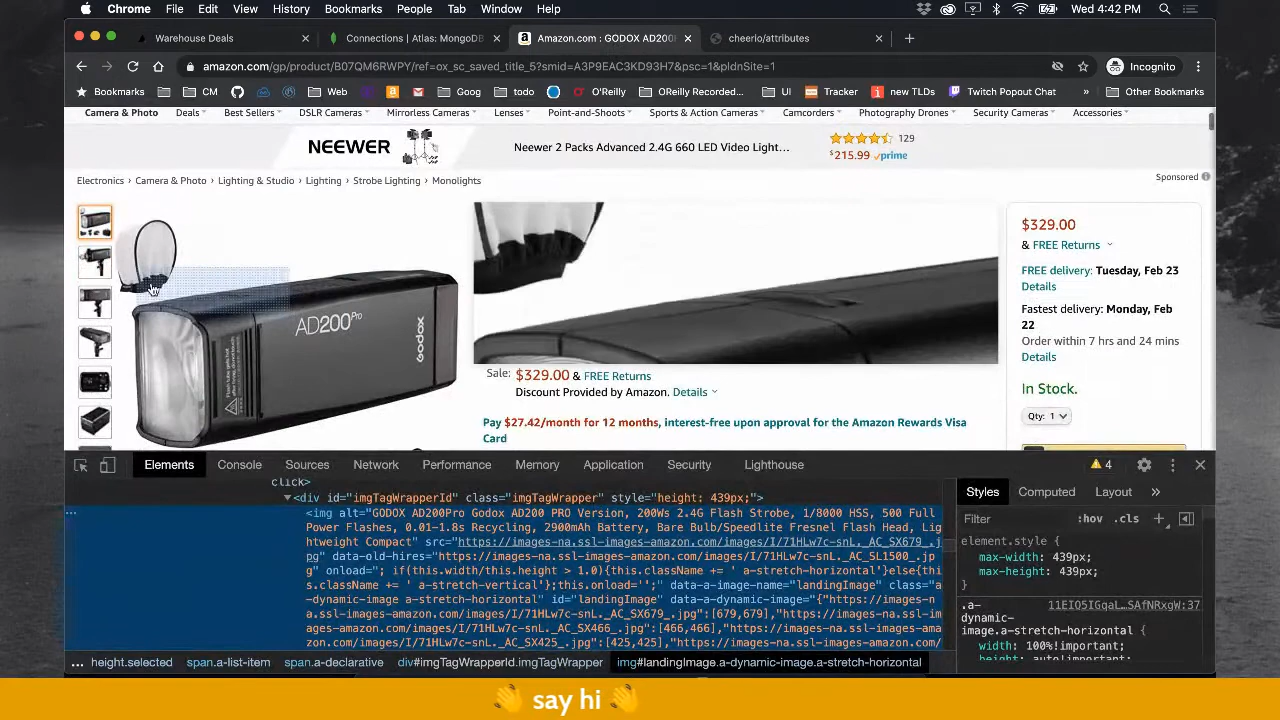 Chrome File Edit View History Bookmarks People Tab Window Help Wed 4:42 PM
Warehouse Deals Connections | Atlas: MongoDB Amazon.com : GODOX AD200 cheerio/attributes
amazon.com/gp/product/B07QM6RWPY/ref=ox_sc_saved_title_5?smid=A3P9EAC3KD93H7&psc=1&pldnSite=1 Incognito
Bookmarks CM Web Goog todo O'Reilly OReilly Recorded... UI Tracker new TLDs Twitch Popout Chat » Other Bookmarks
Camera & Photo Deals Best Sellers DSLR Cameras Mirrorless Cameras Lenses Point-and-Shoots Sports & Action Cameras Camcorders Photography Drones Security Cameras Accessories
NEEWER Neewer 2 Packs Advanced 2.4G 660 LED Video Light... 129
$215.99 prime
Electronics › Camera & Photo › Lighting & Studio › Lighting › Strobe Lighting › Monolights
Sponsored
AD200Pro
Godox
$329.00
& FREE Returns
FREE delivery: Tuesday, Feb 23
Details
Fastest delivery: Monday, Feb
22
Order within 7 hrs and 24 mins
Details
In Stock.
Qty: 1
Sale: $329.00 & FREE Returns
Discount Provided by Amazon. Details
Pay $27.42/month for 12 months, interest-free upon approval for the Amazon Rewards Visa
Card
Elements Console Sources Network Performance Memory Application Security Lighthouse 4
click>
<div id="imgTagWrapperId" class="imgTagWrapper" style="height: 439px;">
<img alt="GODOX AD200Pro Godox AD200 PRO Version, 200Ws 2.4G Flash Strobe, 1/8000 HSS, 500 Full
Power Flashes, 0.01-1.8s Recycling, 2900mAh Battery, Bare Bulb/Speedlite Fresnel Flash Head, Lig
htweight Compact" src="https://images-na.ssl-images-amazon.com/images/I/71HLw7c-snL._AC_SX679_.j
pg" data-old-hires="https://images-na.ssl-images-amazon.com/images/I/71HLw7c-snL._AC_SL1500_.jp
g" onload="; if(this.width/this.height > 1.0){this.className += ' a-stretch-horizontal'}else{thi
s.className += ' a-stretch-vertical'};this.onload='';" data-a-image-name="landingImage" class="a
-dynamic-image a-stretch-horizontal" id="landingImage" data-a-dynamic-image="{"https://images-n
a.ssl-images-amazon.com/images/I/71HLw7c-snL._AC_SX679_.jpg":[679,679],"https://images-na.ssl-im
ages-amazon.com/images/I/71HLw7c-snL._AC_SX466_.jpg":[466,466],"https://images-na.ssl-images-ama
zon.com/images/I/71HLw7c-snL._AC_SX425_.jpg":[425,425],"https://images-na.ssl-images-amazon.com/
... height.selected span.a-list-item span.a-declarative div#imgTagWrapperId.imgTagWrapper img#landingImage.a-dynamic-image.a-stretch-horizontal
Styles Computed Layout »
Filter :hov .cls +
element.style {
max-width: 439px;
max-height: 439px;
}
.a- 11EIQ5IGqaL…SAfNRxgW:37
dynamic-
image.a-stretch-horizontal {
width: 100%!important;
height: auto!important;
👋 say hi 👋